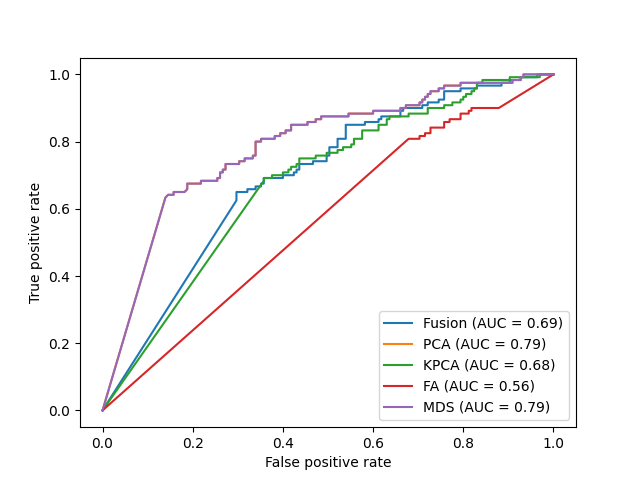 1.0
0.8
0.6
0.4
0.2
0.0
True positive rate
0.0 0.2 0.4 0.6 0.8 1.0
False positive rate
Fusion (AUC = 0.69)
PCA (AUC = 0.79)
KPCA (AUC = 0.68)
FA (AUC = 0.56)
MDS (AUC = 0.79)